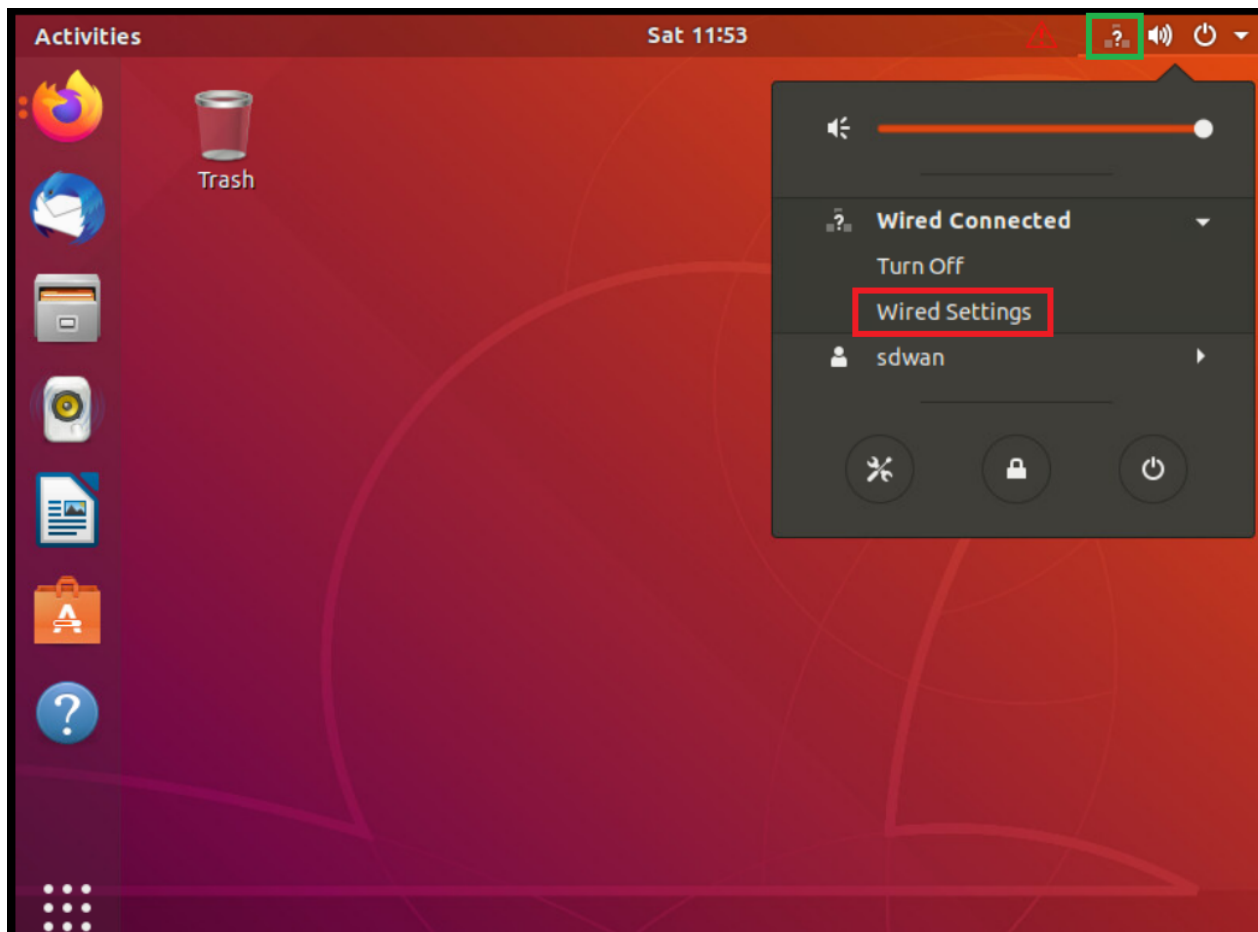 Activities
Sat 11:53
?
Trash
? Wired Connected
Turn Off
Wired Settings
sdwan
A
?